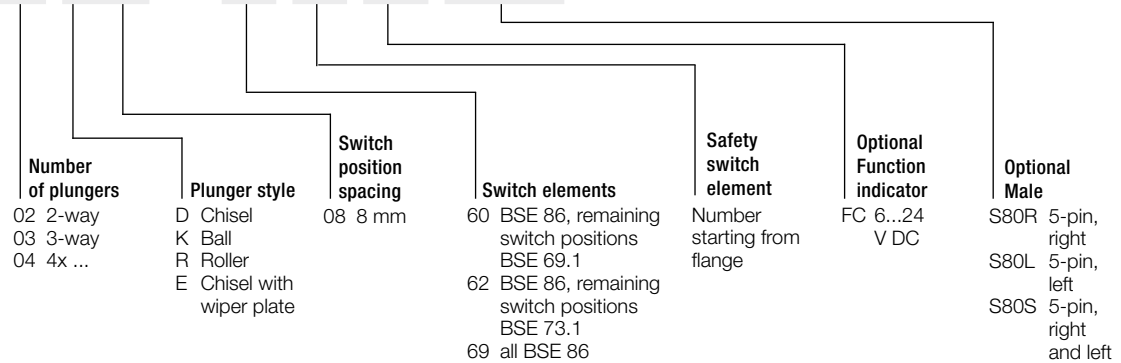 Number
of plungers
02 2-way
03 3-way
04 4x ...
Plunger style
D Chisel
K Ball
R Roller
E Chisel with
wiper plate
Switch
position
spacing
08 8 mm
Switch elements
60 BSE 86, remaining
switch positions
BSE 69.1
62 BSE 86, remaining
switch positions
BSE 73.1
69 all BSE 86
Safety
switch
element
Number
starting from
flange
Optional
Function
indicator
FC 6...24
V DC
Optional
Male
S80R 5-pin,
right
S80L 5-pin,
left
S80S 5-pin,
right
and left